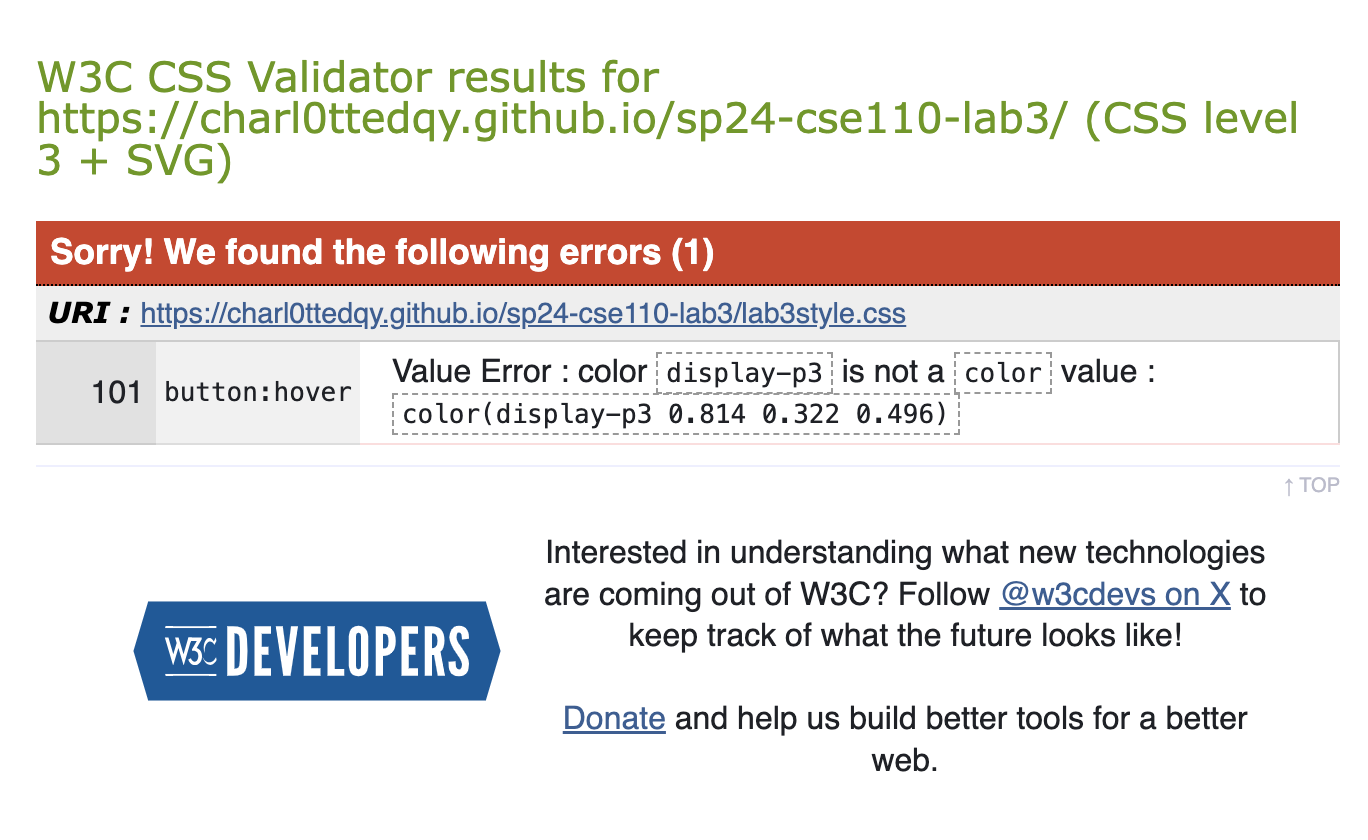 W3C CSS Validator results for
https://charl0ttedqy.github.io/sp24-cse110-lab3/ (CSS level
3 + SVG)
Sorry! We found the following errors (1)
URI : https://charl0ttedqy.github.io/sp24-cse110-lab3/lab3style.css
101 button:hover Value Error : color display-p3 is not a color value :
color(display-p3 0.814 0.322 0.496)
↑ TOP
Interested in understanding what new technologies
are coming out of W3C? Follow @w3cdevs on X to
keep track of what the future looks like!
W3C DEVELOPERS
Donate and help us build better tools for a better
web.